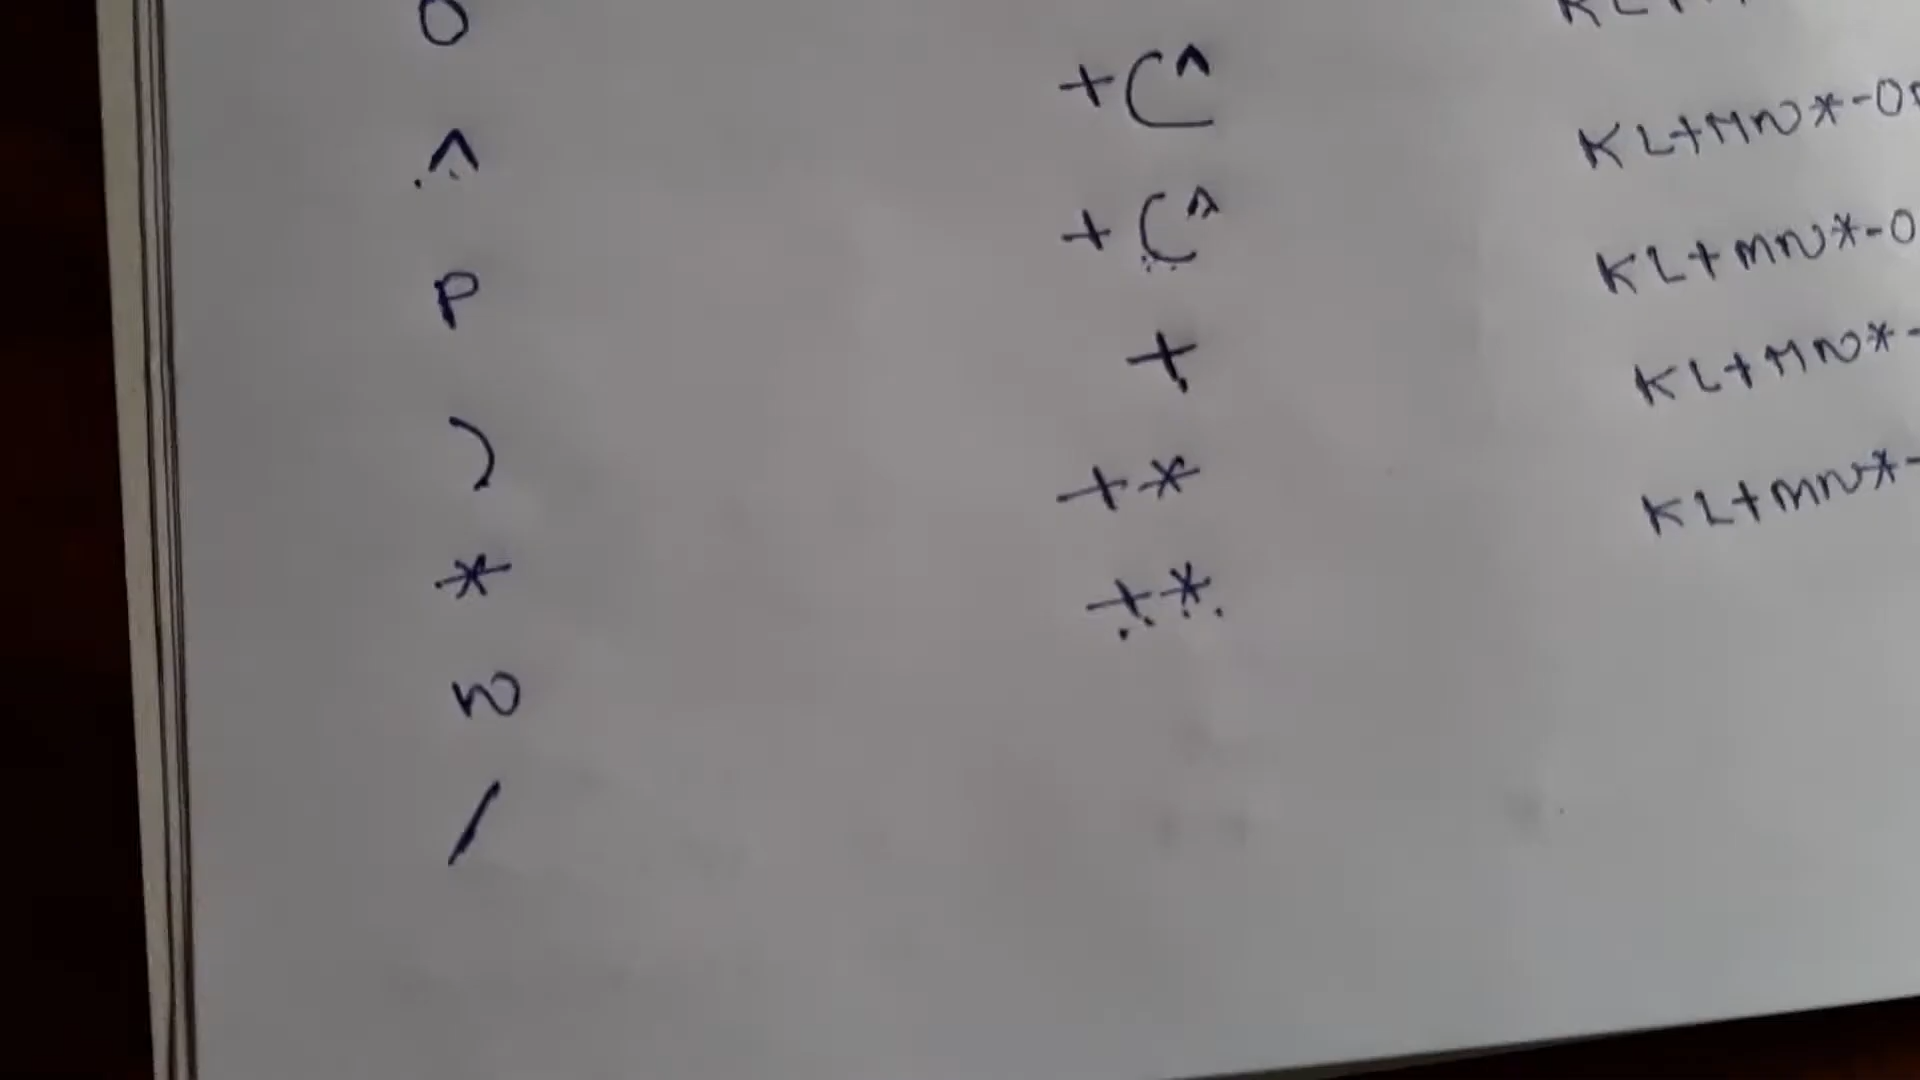 O
^ +(^ KL+MN*-O
P +(^ KL+MN*-O
) + KL+MN*-
* +* KL+MN*-
W +*
/